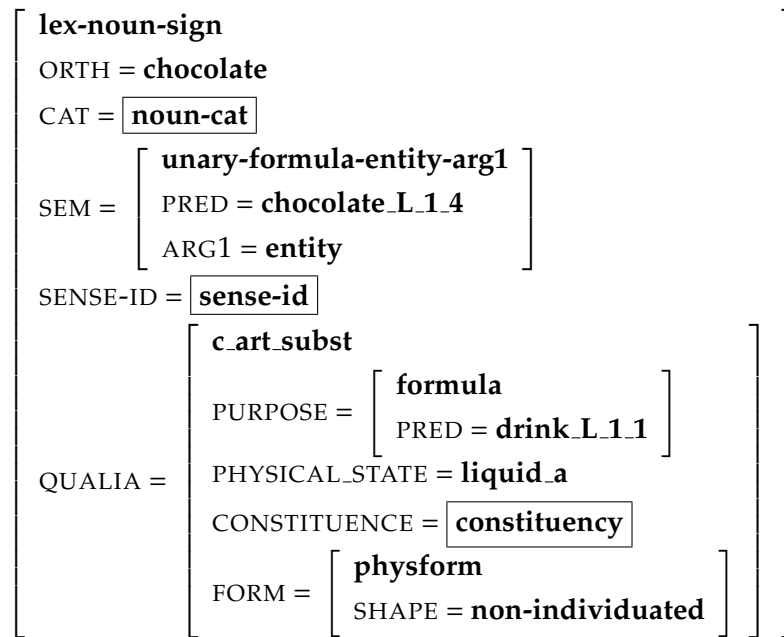 lex-noun-sign
ORTH = chocolate
CAT = noun-cat
unary-formula-entity-arg1
SEM = PRED = chocolate_L_1_4
ARG1 = entity
SENSE-ID = sense-id
c_art_subst
formula
PURPOSE =
PRED = drink_L_1_1
QUALIA = PHYSICAL_STATE = liquid_a
CONSTITUENCE = constituency
physform
FORM =
SHAPE = non-individuated